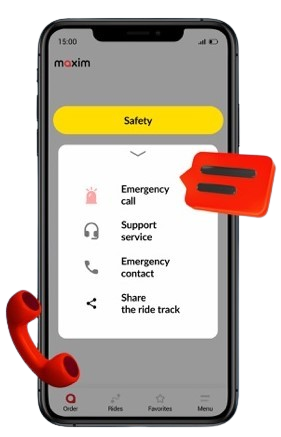 15:00
maxim
Safety
Emergency
call
Support
service
Emergency
contact
Share
the ride track
Order
Rides
Favorites
Menu